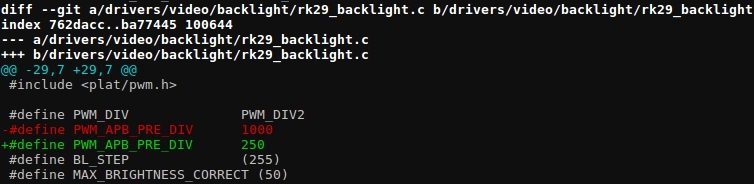 diff --git a/drivers/video/backlight/rk29_backlight.c b/drivers/video/backlight/rk29_backlight
index 762dacc..ba77445 100644
--- a/drivers/video/backlight/rk29_backlight.c
+++ b/drivers/video/backlight/rk29_backlight.c
@@ -29,7 +29,7 @@
 #include <plat/pwm.h>

 #define PWM_DIV              PWM_DIV2
-#define PWM_APB_PRE_DIV      1000
+#define PWM_APB_PRE_DIV      250
 #define BL_STEP              (255)
 #define MAX_BRIGHTNESS_CORRECT (50)